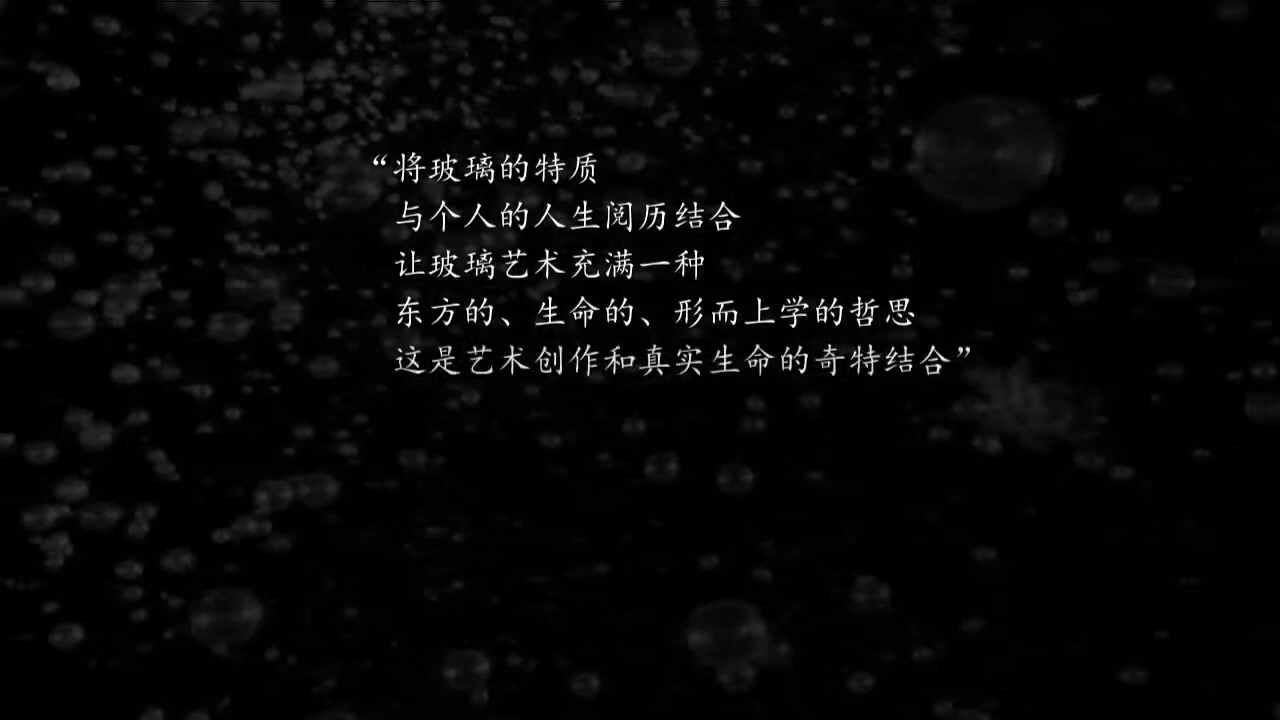 “将玻璃的特质
与个人的人生阅历结合
让玻璃艺术充满一种
东方的、生命的、形而上学的哲思
这是艺术创作和真实生命的奇特结合”